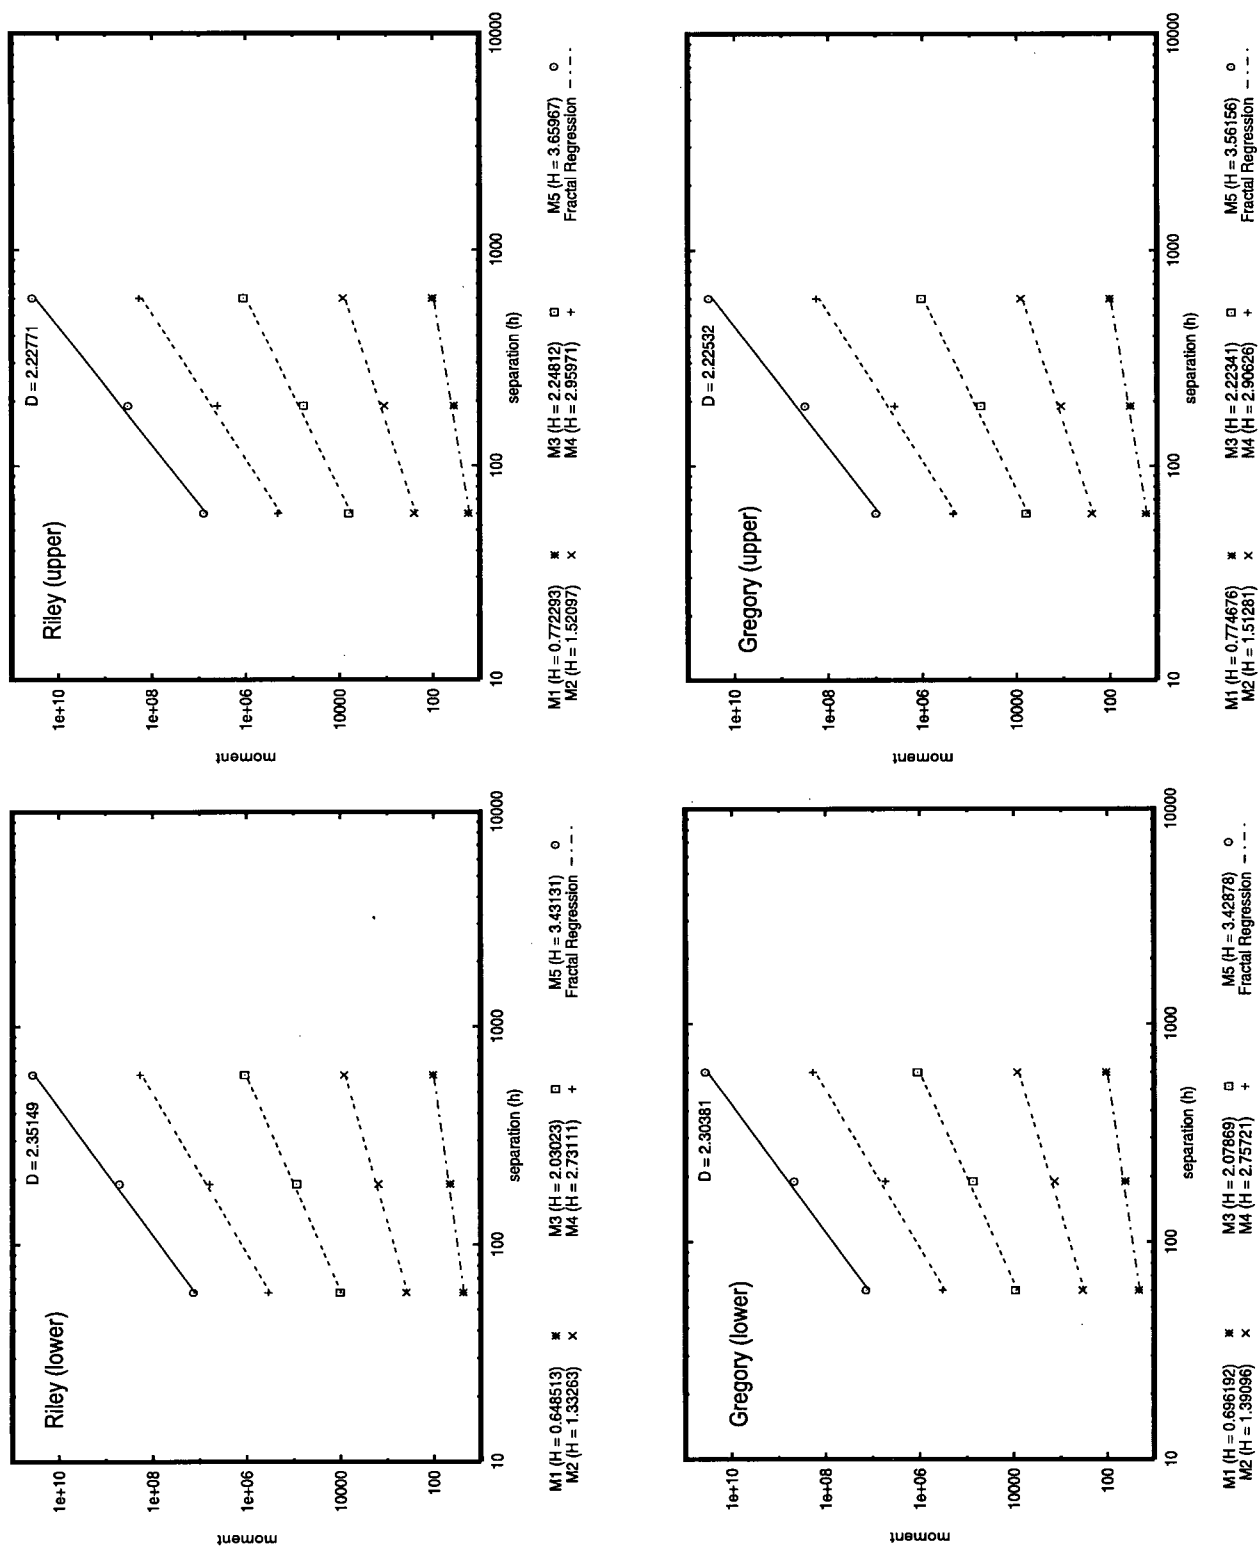 Riley (lower)
D = 2.35149
moment
1e+10
1e+08
1e+06
10000
100
10
100
1000
10000
separation (h)
M1 (H = 0.648513)
M2 (H = 1.33263)
M3 (H = 2.03023)
M4 (H = 2.73111)
M5 (H = 3.43131)
Fractal Regression
Riley (upper)
D = 2.22771
moment
1e+10
1e+08
1e+06
10000
100
10
100
1000
10000
separation (h)
M1 (H = 0.772293)
M2 (H = 1.52097)
M3 (H = 2.24812)
M4 (H = 2.95971)
M5 (H = 3.65967)
Fractal Regression
Gregory (lower)
D = 2.30381
moment
1e+10
1e+08
1e+06
10000
100
10
100
1000
10000
separation (h)
M1 (H = 0.696192)
M2 (H = 1.39096)
M3 (H = 2.07869)
M4 (H = 2.75721)
M5 (H = 3.42878)
Fractal Regression
Gregory (upper)
D = 2.22532
moment
1e+10
1e+08
1e+06
10000
100
10
100
1000
10000
separation (h)
M1 (H = 0.774676)
M2 (H = 1.51281)
M3 (H = 2.22341)
M4 (H = 2.90626)
M5 (H = 3.56156)
Fractal Regression